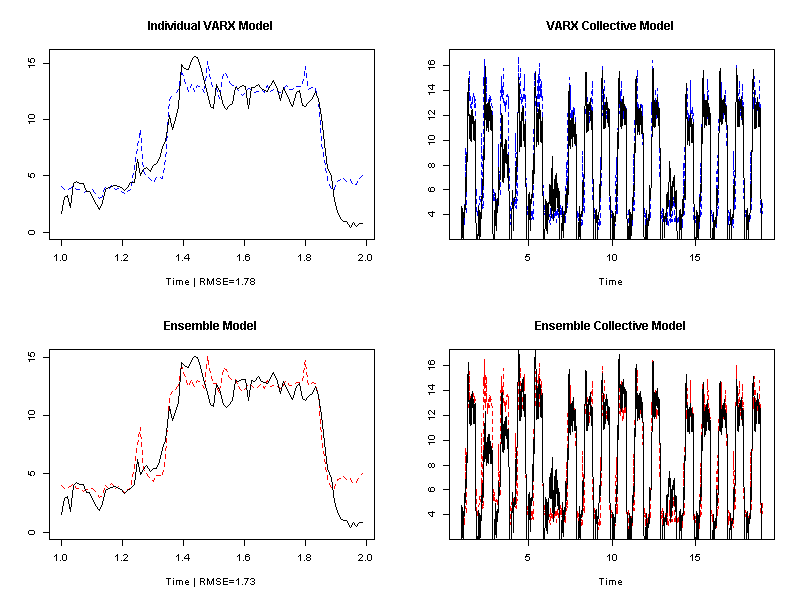 Individual VARX Model
15
10
5
0
1.0 1.2 1.4 1.6 1.8 2.0
Time | RMSE=1.78
VARX Collective Model
16
14
12
10
8
6
4
5 10 15
Time
Ensemble Model
15
10
5
0
1.0 1.2 1.4 1.6 1.8 2.0
Time | RMSE=1.73
Ensemble Collective Model
16
14
12
10
8
6
4
5 10 15
Time